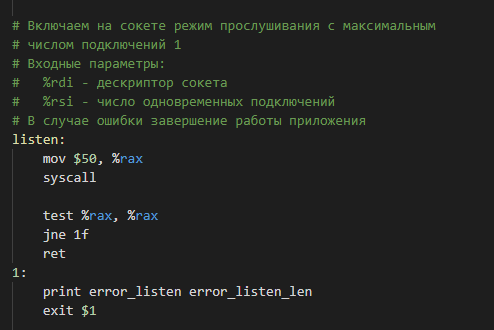 # Включаем на сокете режим прослушивания с максимальным
# числом подключений 1
# Входные параметры:
#   %rdi - дескриптор сокета
#   %rsi - число одновременных подключений
# В случае ошибки завершение работы приложения
listen:
    mov $50, %rax
    syscall

    test %rax, %rax
    jne 1f
    ret
1:
    print error_listen error_listen_len
    exit $1